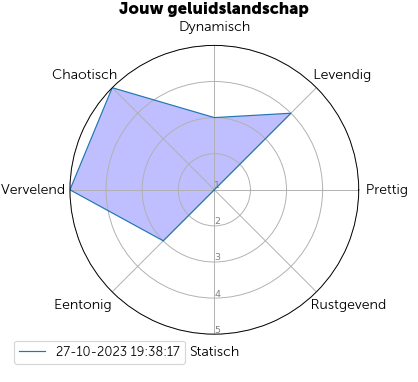 Jouw geluidslandschap
Dynamisch
Chaotisch
Levendig
Vervelend
Prettig
1
2
3
4
5
Eentonig
Rustgevend
Statisch
27-10-2023 19:38:17